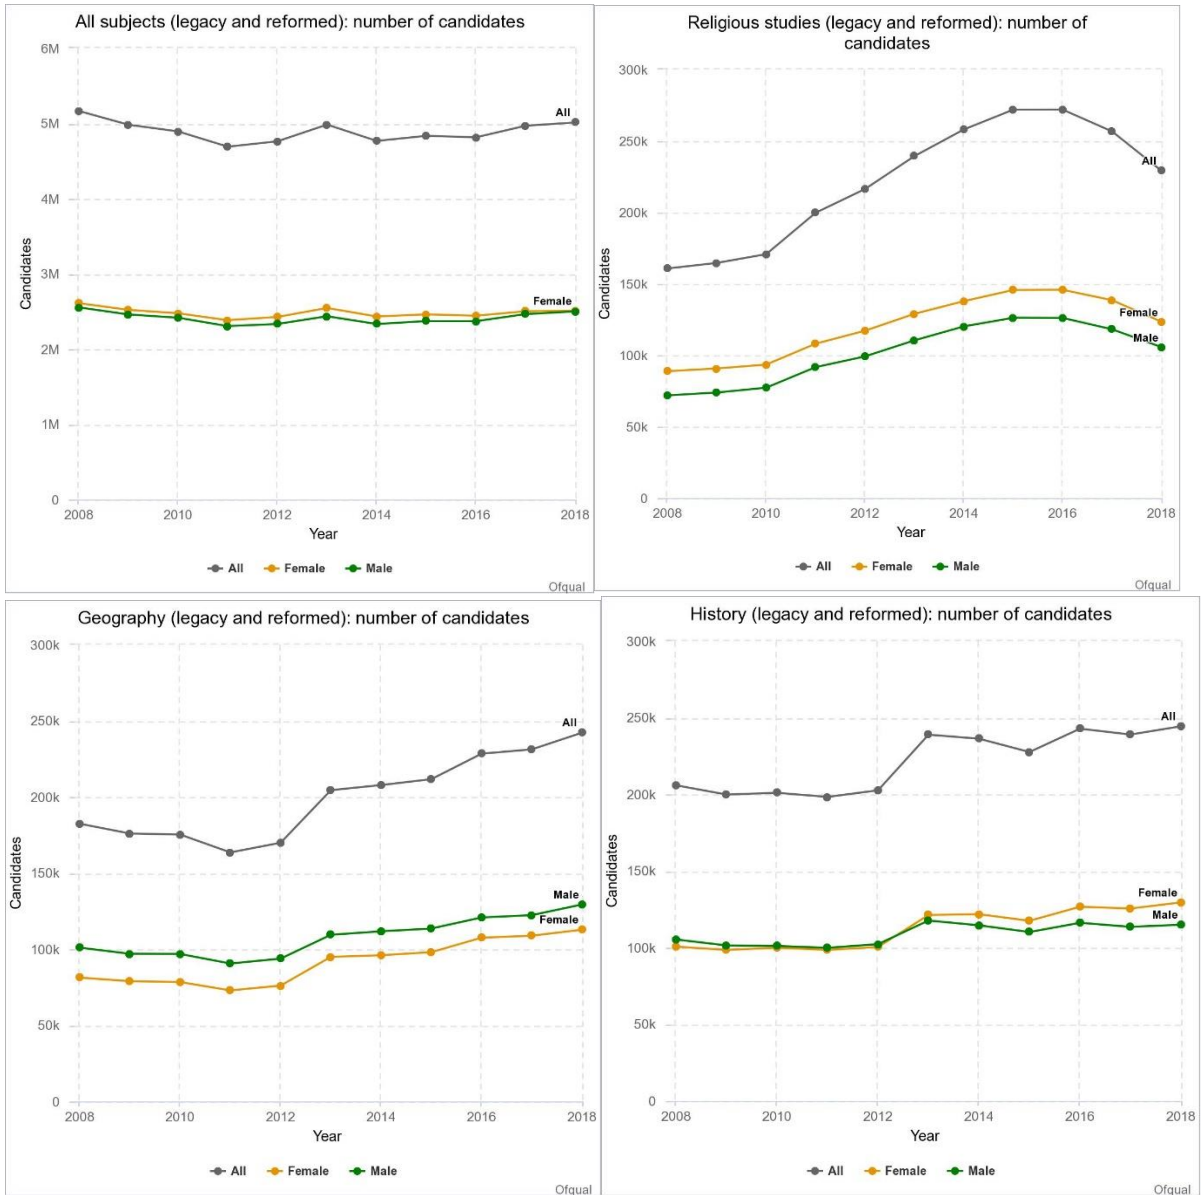 All subjects (legacy and reformed): number of candidates
6M
5M
4M
3M
2M
1M
0
Candidates
All
Female
2008 2010 2012 2014 2016 2018
Year
All Female Male
Ofqual
Religious studies (legacy and reformed): number of
candidates
300k
250k
200k
150k
100k
50k
0
Candidates
All
Female
Male
2008 2010 2012 2014 2016 2018
Year
All Female Male
Ofqual
Geography (legacy and reformed): number of candidates
300k
250k
200k
150k
100k
50k
0
Candidates
All
Male
Female
2008 2010 2012 2014 2016 2018
Year
All Female Male
Ofqual
History (legacy and reformed): number of candidates
300k
250k
200k
150k
100k
50k
0
Candidates
All
Female
Male
2008 2010 2012 2014 2016 2018
Year
All Female Male
Ofqual